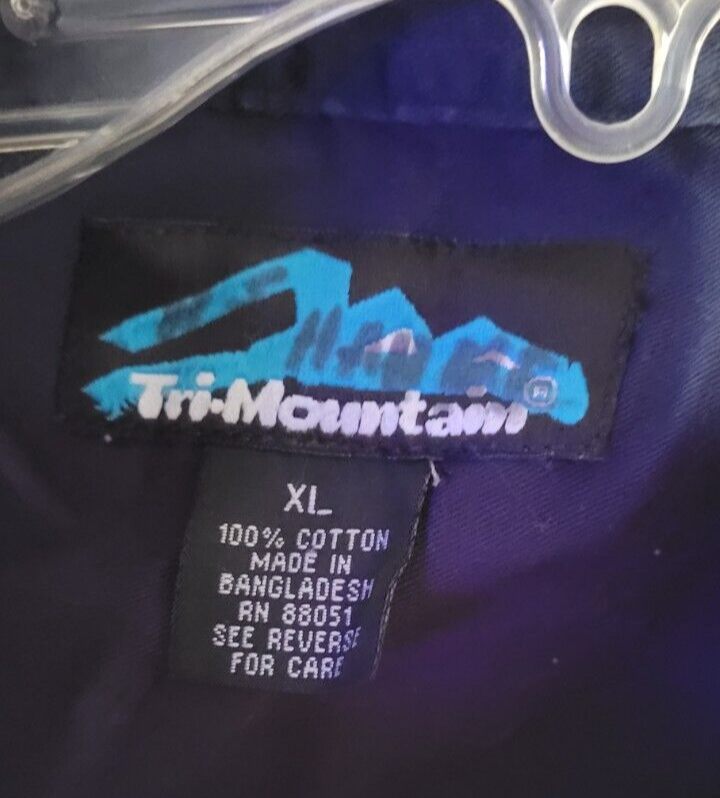 Tri-Mountain®
XL
100% COTTON
MADE IN
BANGLADESH
RN 88051
SEE REVERSE
FOR CARE